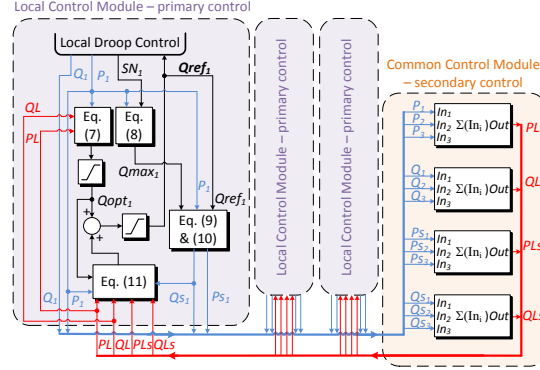 Local Control Module – primary control
Local Droop Control
Q1
P1
SN1
Qref1
QL
PL
Eq.
(7)
Eq.
(8)
Qmax1
Qopt1
P1
Qref1
+
+
Eq. (9)
& (10)
Eq. (11)
Q1
P1
Qs1
Ps1
PL QL PLs QLs
Local Control Module – primary control
Local Control Module – primary control
Common Control Module
– secondary control
P1 In1
P2 In2 Σ(Ini) Out
P3 In3
PL
Q1 In1
Q2 In2 Σ(Ini) Out
Q3 In3
QL
Ps1 In1
Ps2 In2 Σ(Ini) Out
Ps3 In3
PLs
Qs1 In1
Qs2 In2 Σ(Ini) Out
Qs3 In3
QLs